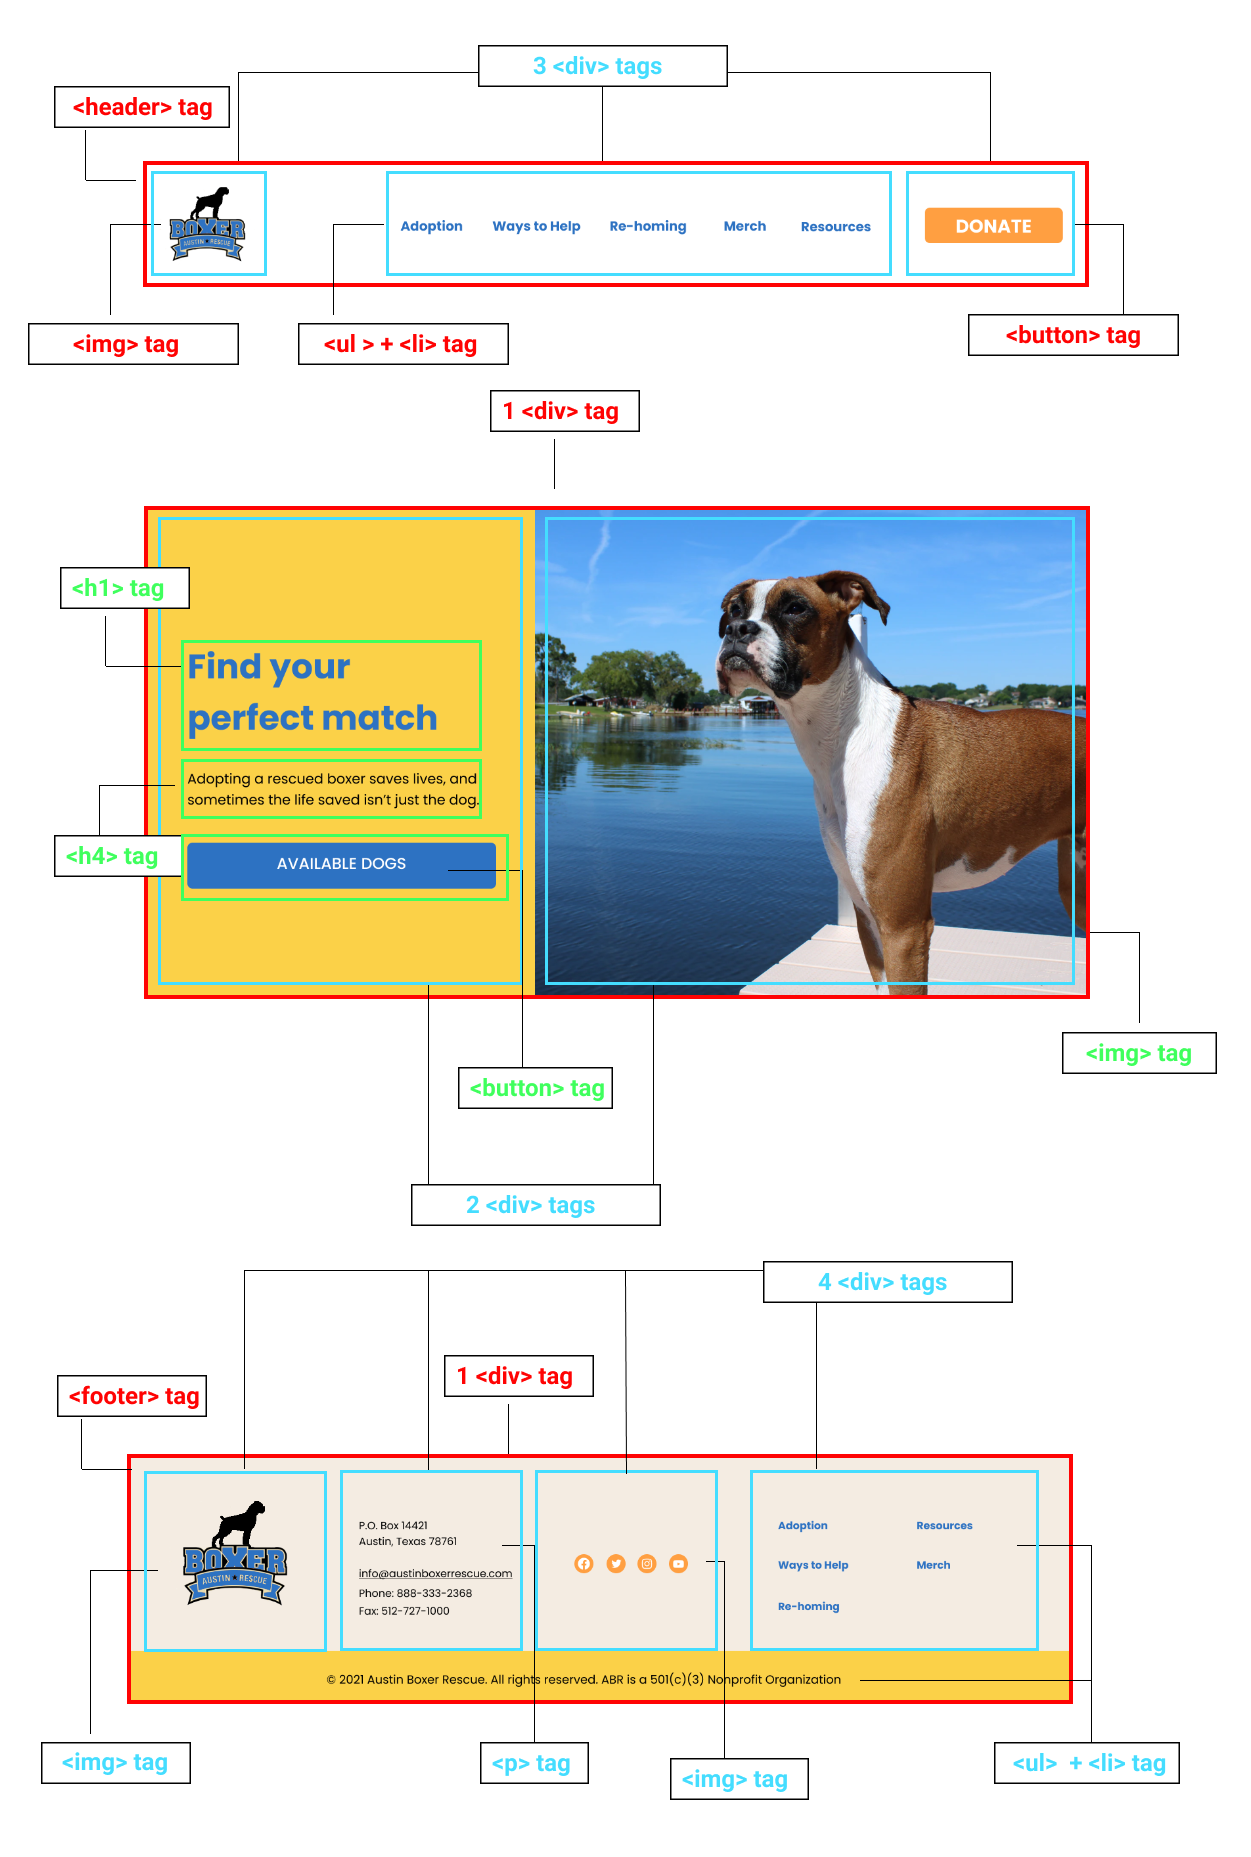 3 <div> tags
<header> tag
BOXER
AUSTIN ★ RESCUE
Adoption
Ways to Help
Re-homing
Merch
Resources
DONATE
<img> tag
<ul > + <li> tag
<button> tag
1 <div> tag
<h1> tag
Find your
perfect match
Adopting a rescued boxer saves lives, and
sometimes the life saved isn't just the dog.
<h4> tag
AVAILABLE DOGS
<img> tag
<button> tag
2 <div> tags
4 <div> tags
1 <div> tag
<footer> tag
BOXER
AUSTIN ★ RESCUE
P.O. Box 14421
Austin, Texas 78761
info@austinboxerrescue.com
Phone: 888-333-2368
Fax: 512-727-1000
Adoption
Resources
Ways to Help
Merch
Re-homing
© 2021 Austin Boxer Rescue. All rights reserved. ABR is a 501(c)(3) Nonprofit Organization
<img> tag
<p> tag
<img> tag
<ul> + <li> tag